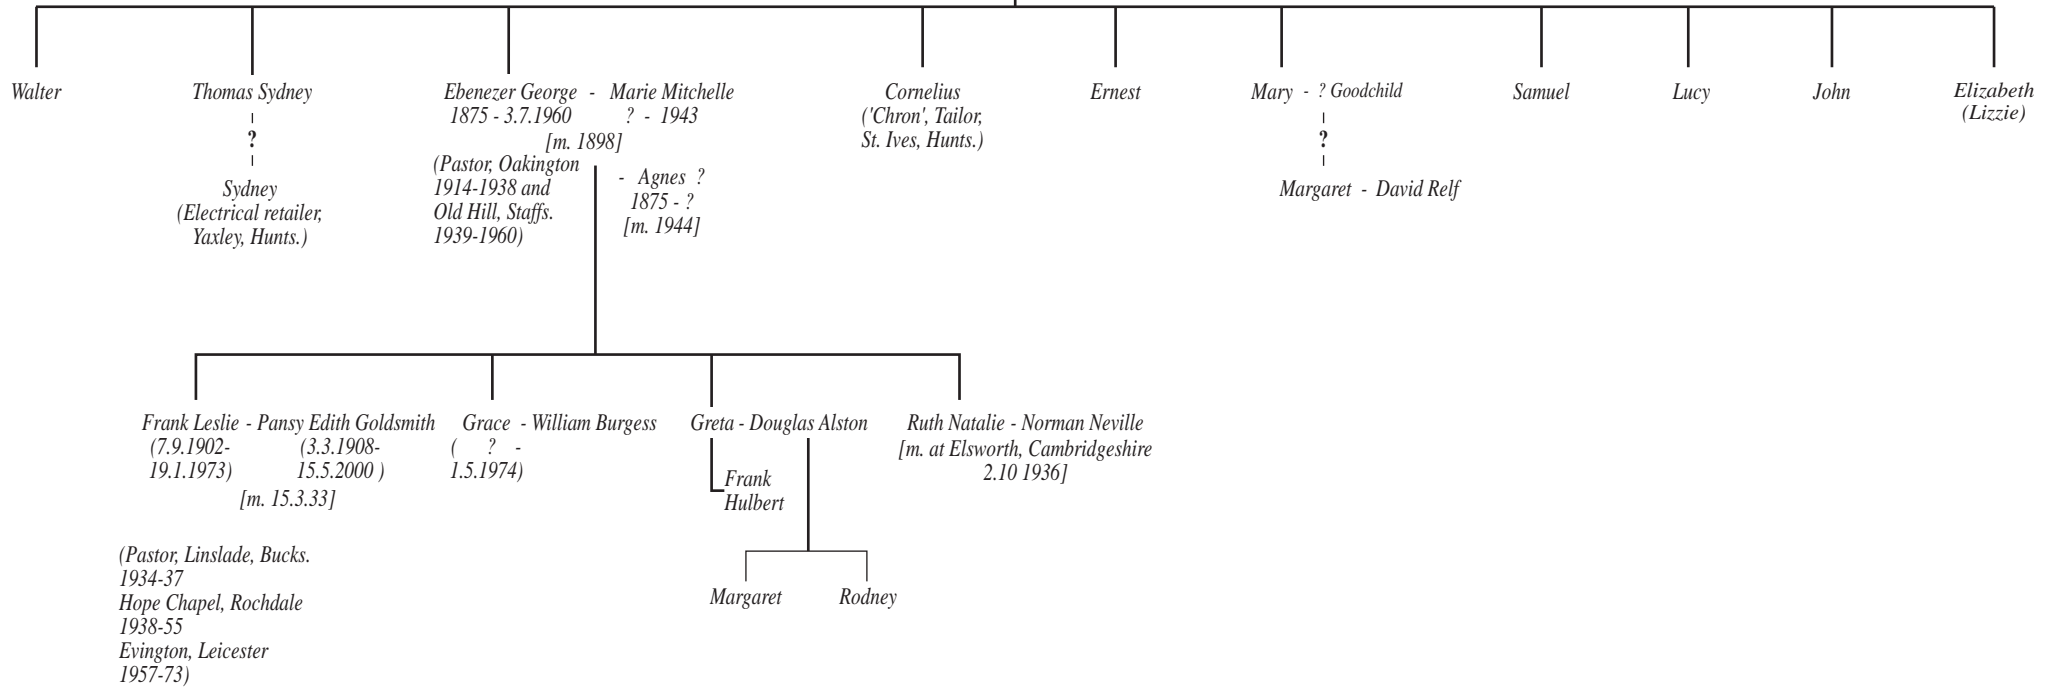 Walter
Thomas Sydney
?
Sydney
(Electrical retailer,
Yaxley, Hunts.)
Ebenezer George - Marie Mitchelle
1875 - 3.7.1960 ? - 1943
[m. 1898]
(Pastor, Oakington
1914-1938 and
Old Hill, Staffs.
1939-1960)
- Agnes ?
1875 - ?
[m. 1944]
Cornelius
('Chron', Tailor,
St. Ives, Hunts.)
Ernest
Mary - ? Goodchild
?
Margaret - David Relf
Samuel
Lucy
John
Elizabeth
(Lizzie)
Frank Leslie - Pansy Edith Goldsmith
(7.9.1902- (3.3.1908-
19.1.1973) 15.5.2000 )
[m. 15.3.33]
(Pastor, Linslade, Bucks.
1934-37
Hope Chapel, Rochdale
1938-55
Evington, Leicester
1957-73)
Grace - William Burgess
( ? -
1.5.1974)
Greta - Douglas Alston
Frank
Hulbert
Margaret Rodney
Ruth Natalie - Norman Neville
[m. at Elsworth, Cambridgeshire
2.10 1936]